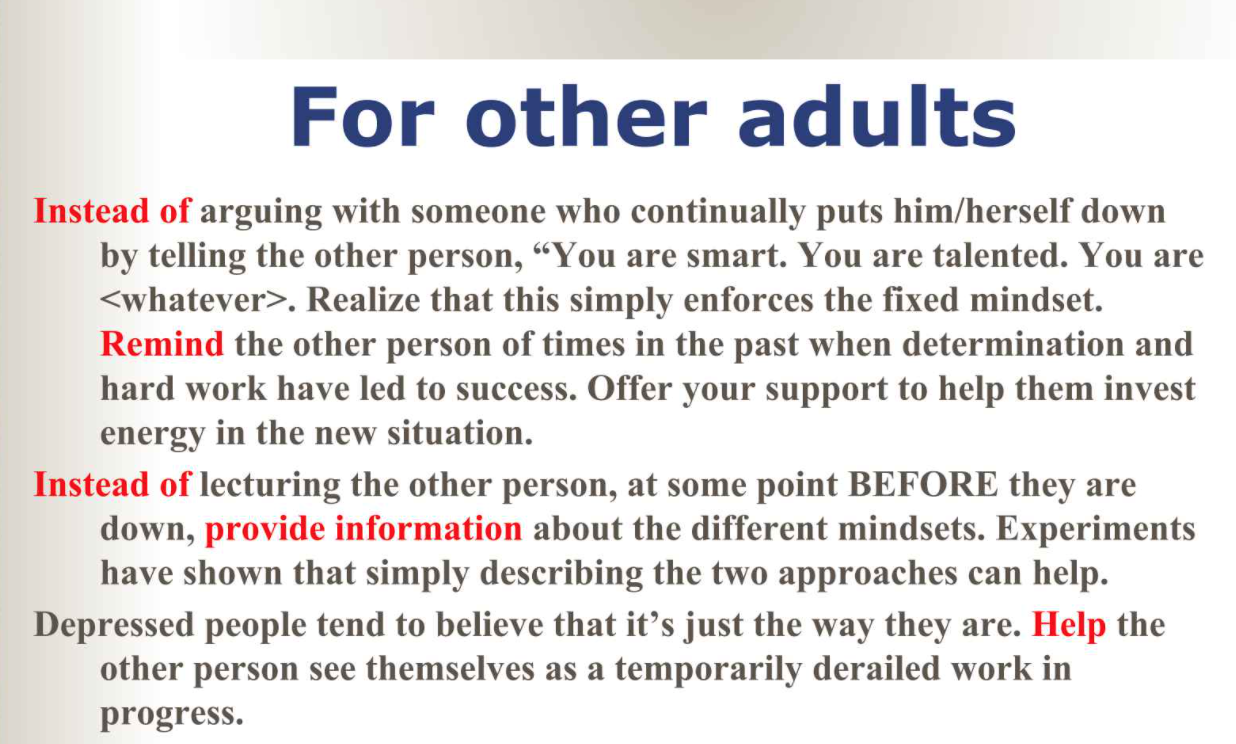 For other adults
Instead of arguing with someone who continually puts him/herself down
by telling the other person, “You are smart. You are talented. You are
<whatever>. Realize that this simply enforces the fixed mindset.
Remind the other person of times in the past when determination and
hard work have led to success. Offer your support to help them invest
energy in the new situation.
Instead of lecturing the other person, at some point BEFORE they are
down, provide information about the different mindsets. Experiments
have shown that simply describing the two approaches can help.
Depressed people tend to believe that it’s just the way they are. Help the
other person see themselves as a temporarily derailed work in
progress.